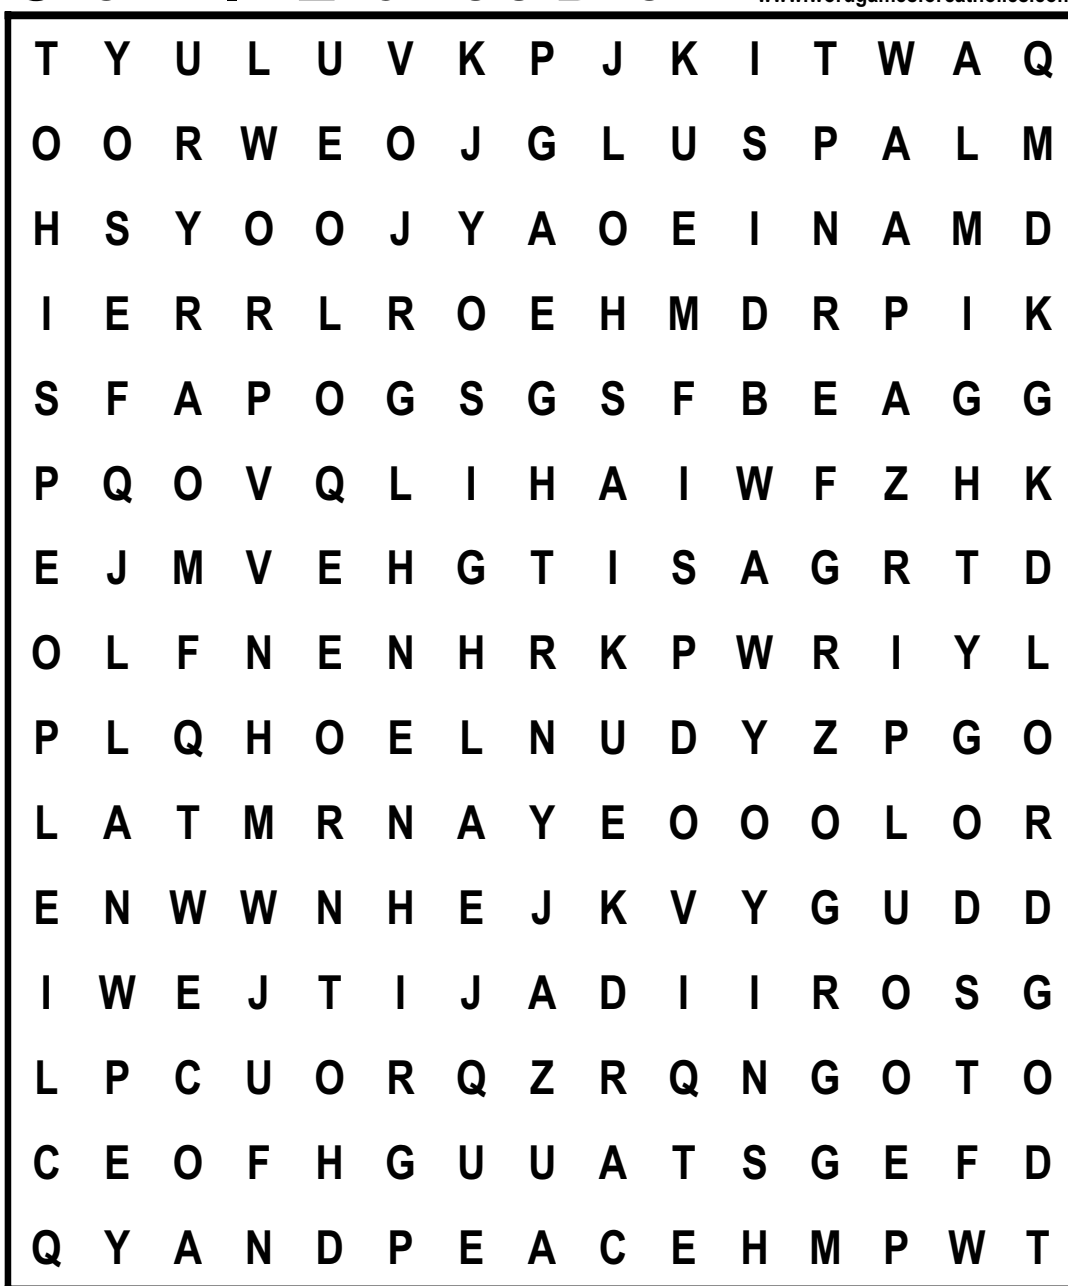 T Y U L U V K P J K I T W A Q
O O R W E O J G L U S P A L M
H S Y O O J Y A O E I N A M D
I E R R L R O E H M D R P I K
S F A P O G S G S F B E A G G
P Q O V Q L I H A I W F Z H K
E J M V E H G T I S A G R T D
O L F N E N H R K P W R I Y L
P L Q H O E L N U D Y Z P G O
L A T M R N A Y E O O O L O R
E N W W N H E J K V Y G U D D
I W E J T I J A D I I R O S G
L P C U O R Q Z R Q N G O T O
C E O F H G U U A T S G E F D
Q Y A N D P E A C E H M P W T